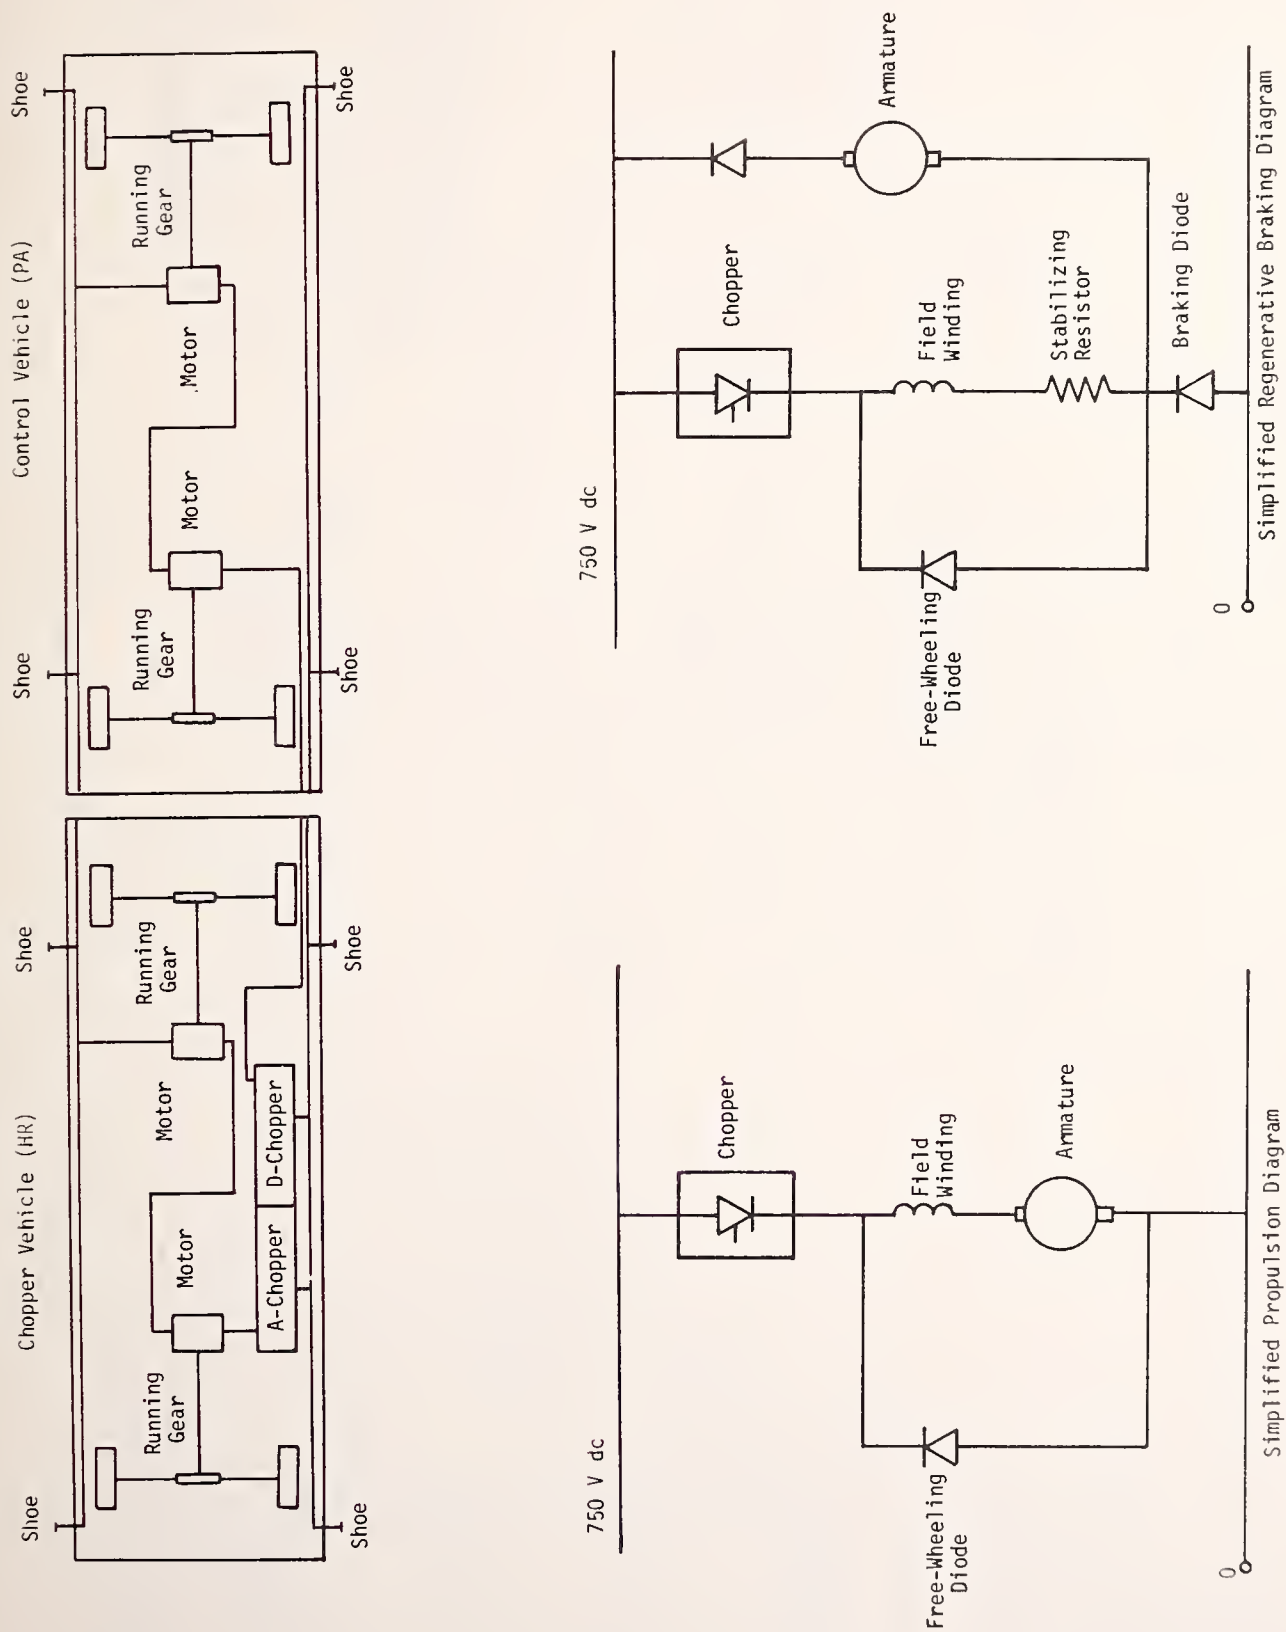 Chopper Vehicle (HR)
Shoe
Shoe
Running
Gear
Motor
Motor
Running
Gear
A-Chopper
D-Chopper
Shoe
Shoe
Control Vehicle (PA)
Shoe
Shoe
Running
Gear
Motor
Motor
Running
Gear
Shoe
Shoe
750 V dc
Chopper
Free-Wheeling
Diode
Field
Winding
Armature
0
Simplified Propulsion Diagram
750 V dc
Chopper
Armature
Free-Wheeling
Diode
Field
Winding
Stabilizing
Resistor
Braking Diode
0
Simplified Regenerative Braking Diagram